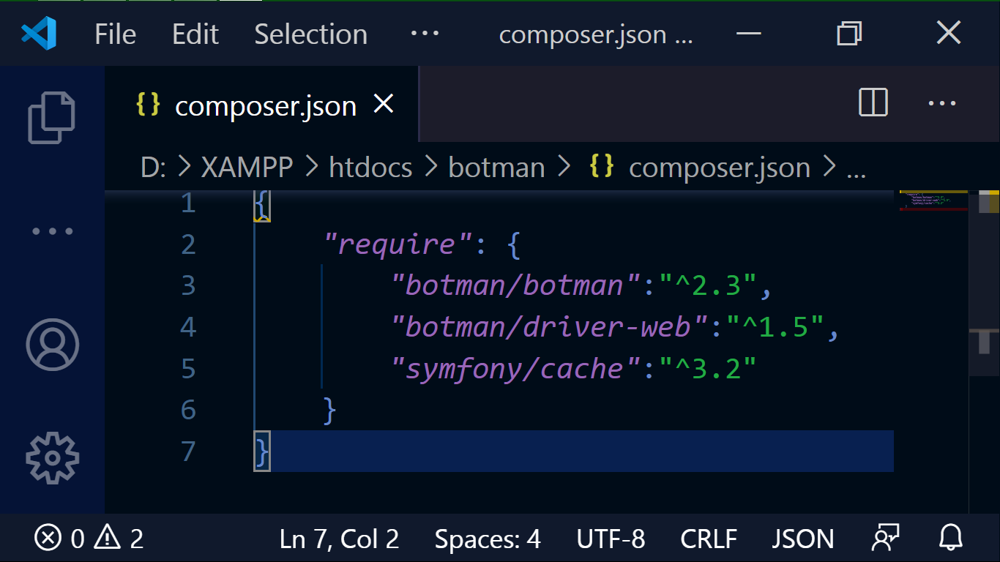 File Edit Selection ··· composer.json ...
{} composer.json
D: > XAMPP > htdocs > botman > {} composer.json > ...
1 {
2     "require": {
3         "botman/botman":"^2.3",
4         "botman/driver-web":"^1.5",
5         "symfony/cache":"^3.2"
6     }
7 }
0 2 Ln 7, Col 2 Spaces: 4 UTF-8 CRLF JSON